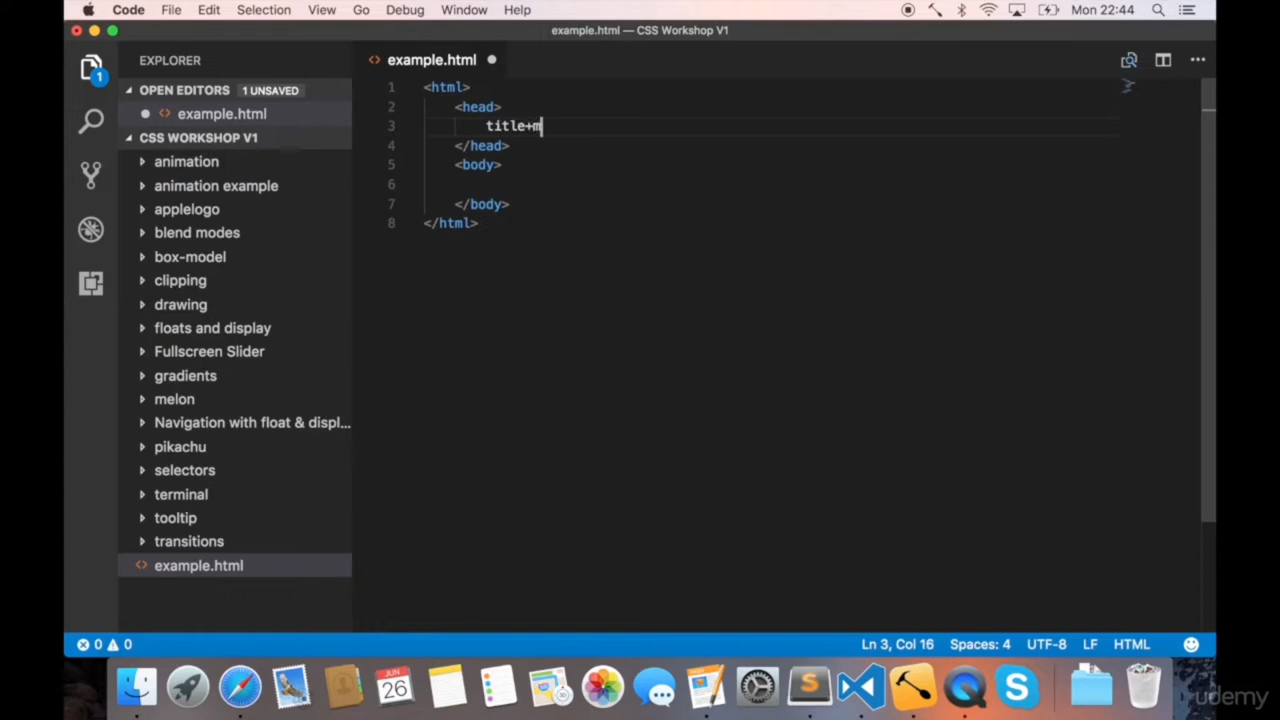 Code File Edit Selection View Go Debug Window Help Mon 22:44
example.html — CSS Workshop V1
EXPLORER
example.html
1
OPEN EDITORS 1 UNSAVED
example.html
CSS WORKSHOP V1
animation
animation example
applelogo
blend modes
box-model
clipping
drawing
floats and display
Fullscreen Slider
gradients
melon
Navigation with float & displ...
pikachu
selectors
terminal
tooltip
transitions
example.html
1 <html>
2 <head>
3 title+m
4 </head>
5 <body>
6
7 </body>
8 </html>
0 0
Ln 3, Col 16 Spaces: 4 UTF-8 LF HTML
JUN
26
30
S
S
udemy